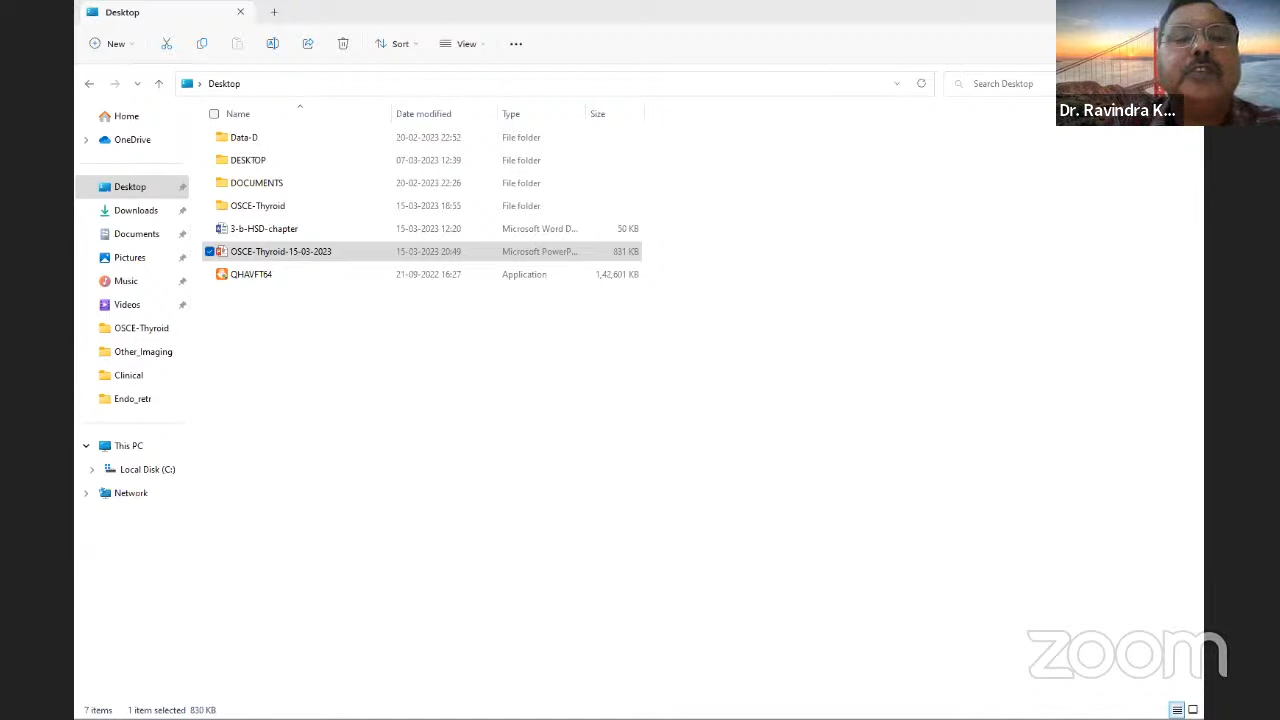 Desktop
New
Sort
View
Desktop
Search Desktop
Dr. Ravindra K...
Home
OneDrive
Desktop
Downloads
Documents
Pictures
Music
Videos
OSCE-Thyroid
Other_Imaging
Clinical
Endo_retr
This PC
Local Disk (C:)
Network
Name Date modified Type Size
Data-D 20-02-2023 22:52 File folder
DESKTOP 07-03-2023 12:39 File folder
DOCUMENTS 20-02-2023 22:26 File folder
OSCE-Thyroid 15-03-2023 18:55 File folder
3-b-HSD-chapter 15-03-2023 12:20 Microsoft Word D... 50 KB
OSCE-Thyroid-15-03-2023 15-03-2023 20:49 Microsoft PowerP... 831 KB
QHAVFT64 21-09-2022 16:27 Application 1,42,601 KB
zoom
7 items 1 item selected 830 KB